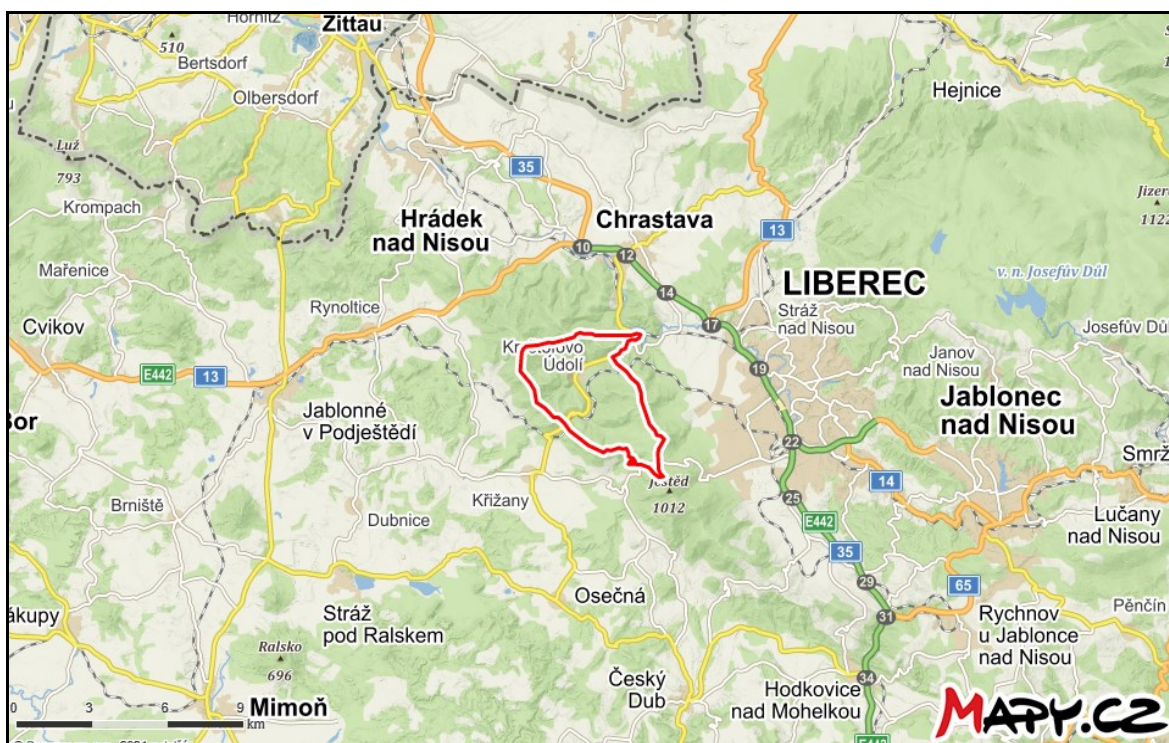 Hornitz
Zittau
510
Bertsdorf
Olbersdorf
Hejnice
Luž
793
Krompach
35
Hrádek
nad Nisou
Chrastava
10
12
13
Jizera
1122
Mařenice
Rynoltice
14
LIBEREC
v. n. Josefův Důl
Cvikov
17
Stráž
nad Nisou
Josefův Důl
Kryštofovo
Údolí
E442
13
19
Janov
nad Nisou
Jablonné
v Podještědí
Jablonec
nad Nisou
22
Smrž
Ještěd
1012
14
Brniště
Křižany
25
Dubnice
E442
Lučany
nad Nisou
35
29
65
Osečná
31
Pěnčín
Stráž
pod Ralskem
Rychnov
u Jablonce
nad Nisou
Ralsko
696
Český
Dub
34
Hodkovice
nad Mohelkou
Mimoň
0 3 6 9
km
E442
MAPY.CZ